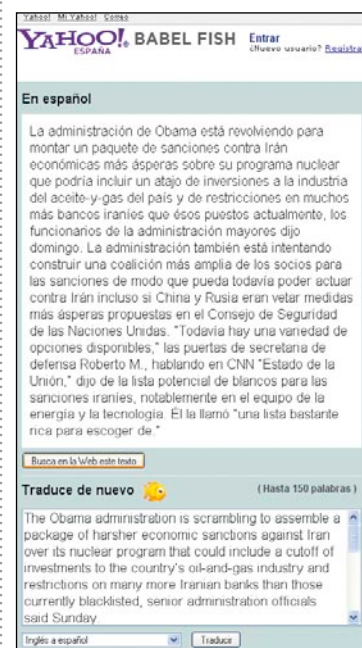 Yahoo! Mi Yahoo! Correo
YAHOO! BABEL FISH Entrar
ESPAÑA ¿Nuevo usuario? Registra
En español
La administración de Obama está revolviendo para
montar un paquete de sanciones contra Irán
económicas más ásperas sobre su programa nuclear
que podría incluir un atajo de inversiones a la industria
del aceite-y-gas del país y de restricciones en muchos
más bancos iraníes que ésos puestos actualmente, los
funcionarios de la administración mayores dijo
domingo. La administración también está intentando
construir una coalición más amplia de los socios para
las sanciones de modo que pueda todavía poder actuar
contra Irán incluso si China y Rusia eran vetar medidas
más ásperas propuestas en el Consejo de Seguridad
de las Naciones Unidas. "Todavía hay una variedad de
opciones disponibles," las puertas de secretaria de
defensa Roberto M., hablando en CNN "Estado de la
Unión," dijo de la lista potencial de blancos para las
sanciones iraníes, notablemente en el equipo de la
energía y la tecnología. Él la llamó "una lista bastante
rica para escoger de."
Busca en la Web este texto
Traduce de nuevo (Hasta 150 palabras)
The Obama administration is scrambling to assemble a
package of harsher economic sanctions against Iran
over its nuclear program that could include a cutoff of
investments to the country's oil-and-gas industry and
restrictions on many more Iranian banks than those
currently blacklisted, senior administration officials
said Sunday.
Inglés a español Traducir